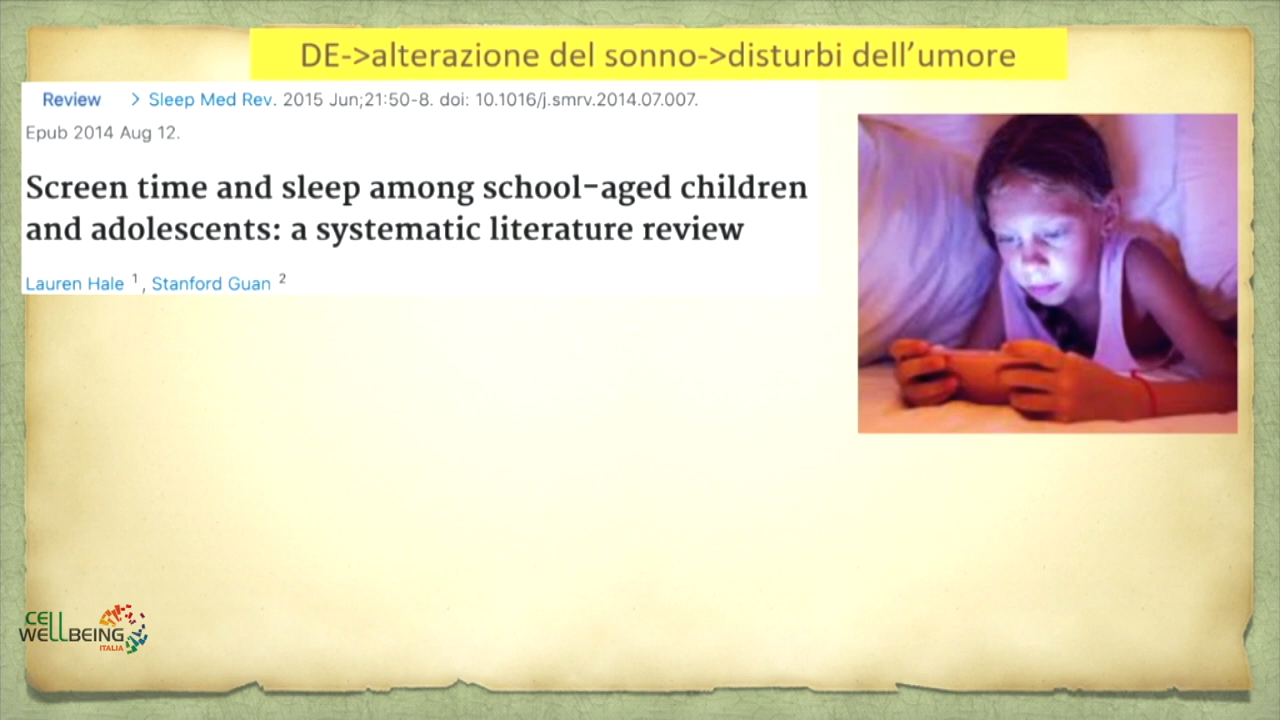 DE->alterazione del sonno->disturbi dell’umore
Review > Sleep Med Rev. 2015 Jun;21:50-8. doi: 10.1016/j.smrv.2014.07.007.
Epub 2014 Aug 12.
Screen time and sleep among school-aged children
and adolescents: a systematic literature review
Lauren Hale 1, Stanford Guan 2
CELL
WELLBEING
ITALIA